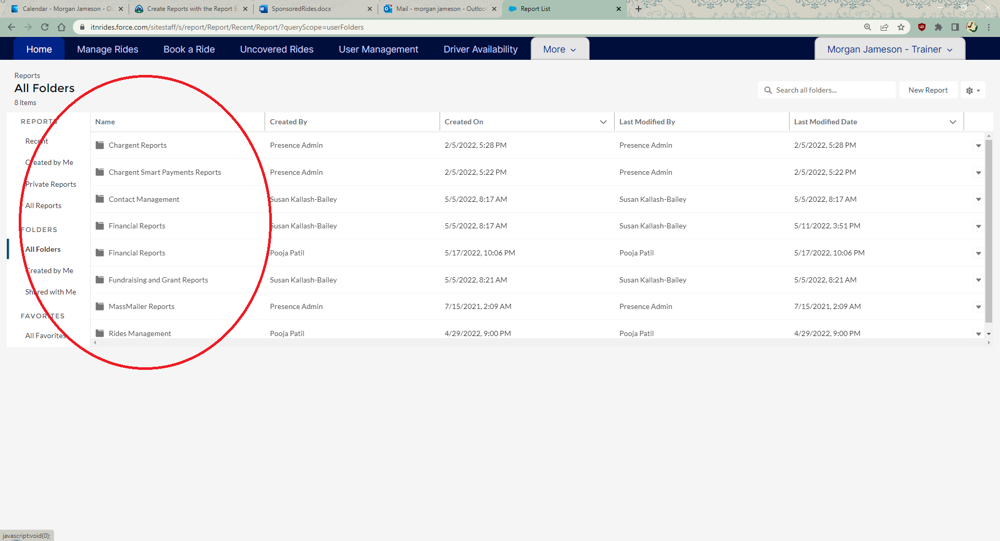 Calendar - Morgan Jameson - Ou
Create Reports with the Report B
SponsoredRides.docx
Mail - morgan jameson - Outlook
Report List
itnrides.force.com/sitestaff/s/report/Report/Recent/Report/?queryScope=userFolders
Home Manage Rides Book a Ride Uncovered Rides User Management Driver Availability More Morgan Jameson - Trainer
Reports
All Folders
8 items
Search all folders...
New Report
REPORTS
Recent
Created by Me
Private Reports
All Reports
FOLDERS
All Folders
Created by Me
Shared with Me
FAVORITES
All Favorites
Name Created By Created On Last Modified By Last Modified Date
Chargent Reports Presence Admin 2/5/2022, 5:28 PM Presence Admin 2/5/2022, 5:28 PM
Chargent Smart Payments Reports Presence Admin 2/5/2022, 5:22 PM Presence Admin 2/5/2022, 5:22 PM
Contact Management Susan Kallash-Bailey 5/5/2022, 8:17 AM Susan Kallash-Bailey 5/5/2022, 8:17 AM
Financial Reports Susan Kallash-Bailey 5/5/2022, 8:17 AM Susan Kallash-Bailey 5/11/2022, 3:51 PM
Financial Reports Pooja Patil 5/17/2022, 10:06 PM Pooja Patil 5/17/2022, 10:06 PM
Fundraising and Grant Reports Susan Kallash-Bailey 5/5/2022, 8:21 AM Susan Kallash-Bailey 5/5/2022, 8:21 AM
MassMailer Reports Presence Admin 7/15/2021, 2:09 AM Presence Admin 7/15/2021, 2:09 AM
Rides Management Pooja Patil 4/29/2022, 9:00 PM Pooja Patil 4/29/2022, 9:00 PM
javascript:void(0);